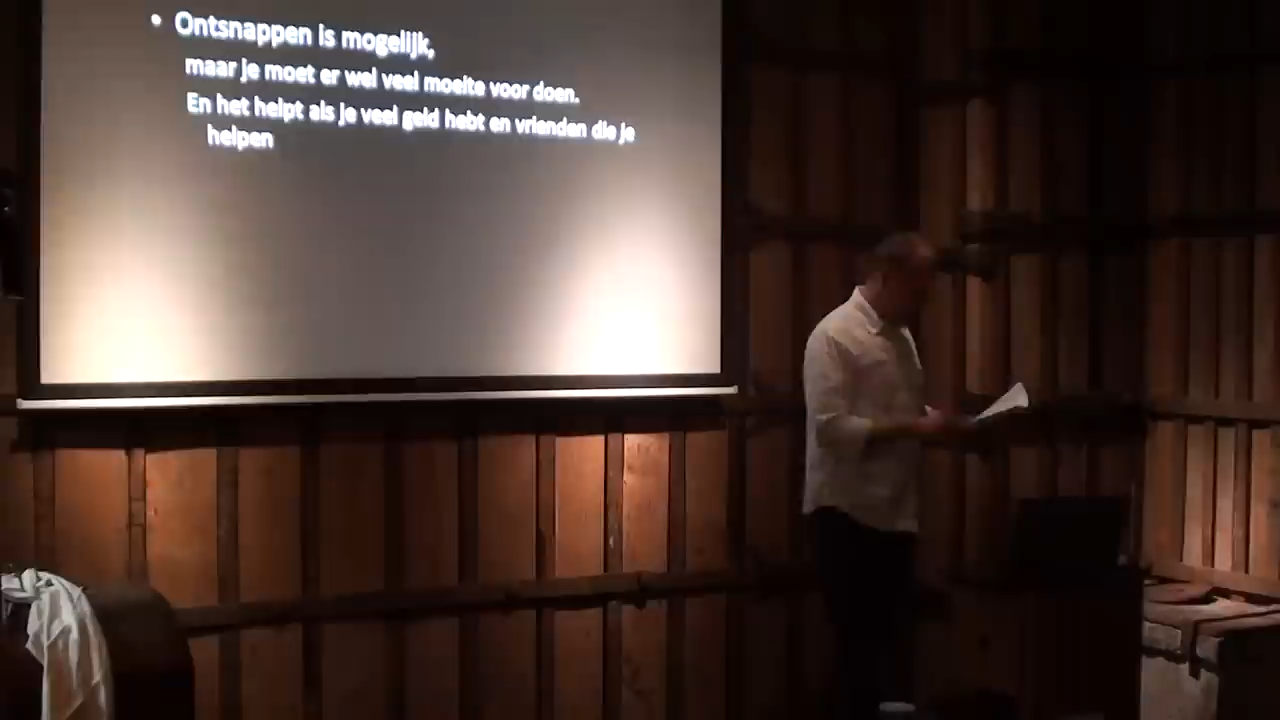 • Ontsnappen is mogelijk,
maar je moet er wel veel moeite voor doen.
En het helpt als je veel geld hebt en vrienden die je
helpen